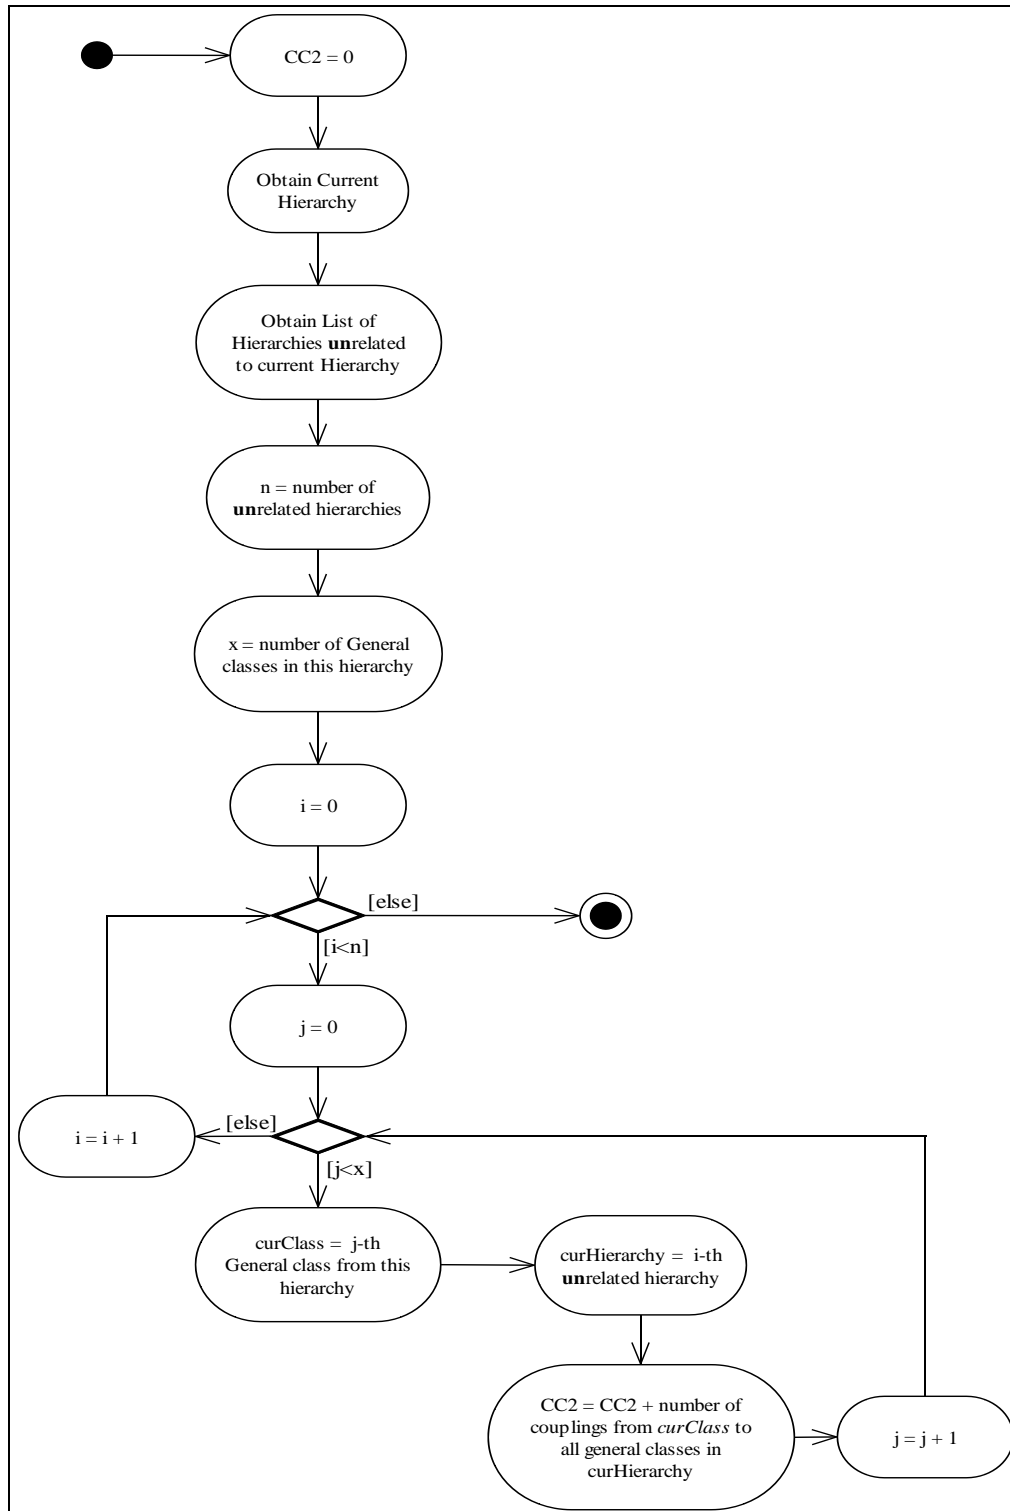 CC2 = 0
Obtain Current
Hierarchy
Obtain List of
Hierarchies unrelated
to current Hierarchy
n = number of
unrelated hierarchies
x = number of General
classes in this hierarchy
i = 0
[else]
[i<n]
j = 0
[else]
i = i + 1
[j<x]
curClass = j-th
General class from this
hierarchy
curHierarchy = i-th
unrelated hierarchy
CC2 = CC2 + number of
couplings from curClass to
all general classes in
curHierarchy
j = j + 1